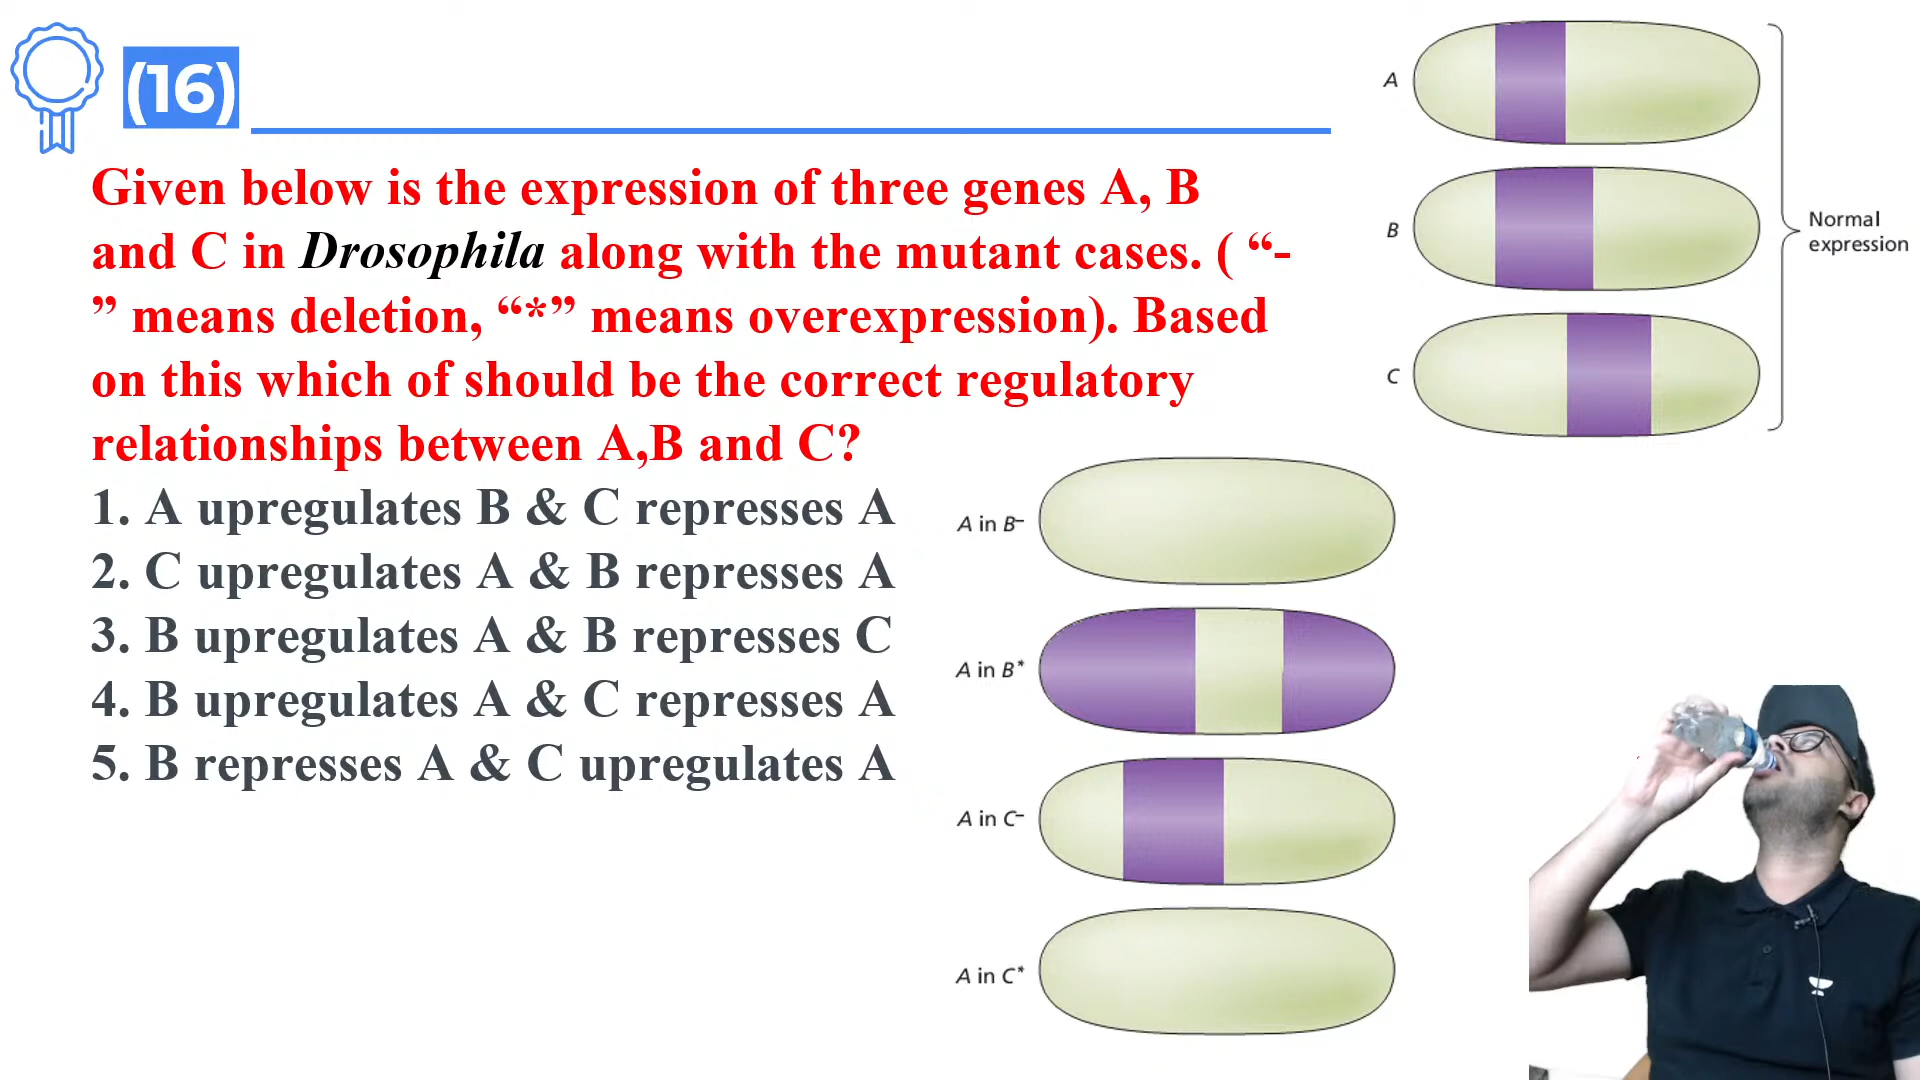 (16)
Given below is the expression of three genes A, B
and C in Drosophila along with the mutant cases. ( “-
” means deletion, “*” means overexpression). Based
on this which of should be the correct regulatory
relationships between A,B and C?
1. A upregulates B & C represses A
2. C upregulates A & B represses A
3. B upregulates A & B represses C
4. B upregulates A & C represses A
5. B represses A & C upregulates A
A
B
C
Normal
expression
A in B–
A in B*
A in C–
A in C*